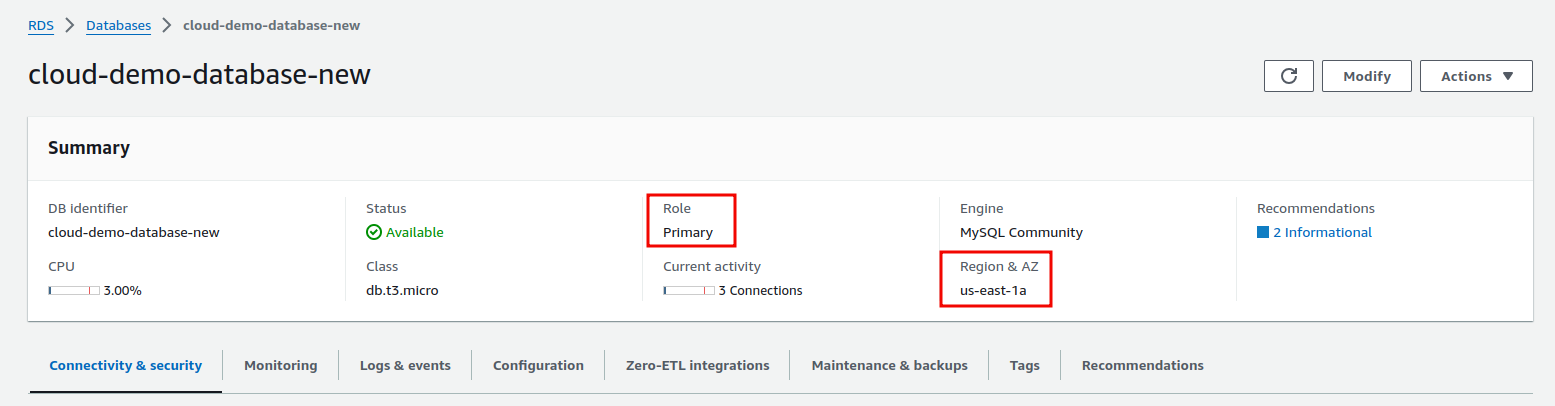 RDS > Databases > cloud-demo-database-new
cloud-demo-database-new
Modify
Actions
Summary
DB identifier
cloud-demo-database-new
Status
Available
Role
Primary
Engine
MySQL Community
Recommendations
2 Informational
CPU
3.00%
Class
db.t3.micro
Current activity
3 Connections
Region & AZ
us-east-1a
Connectivity & security
Monitoring
Logs & events
Configuration
Zero-ETL integrations
Maintenance & backups
Tags
Recommendations